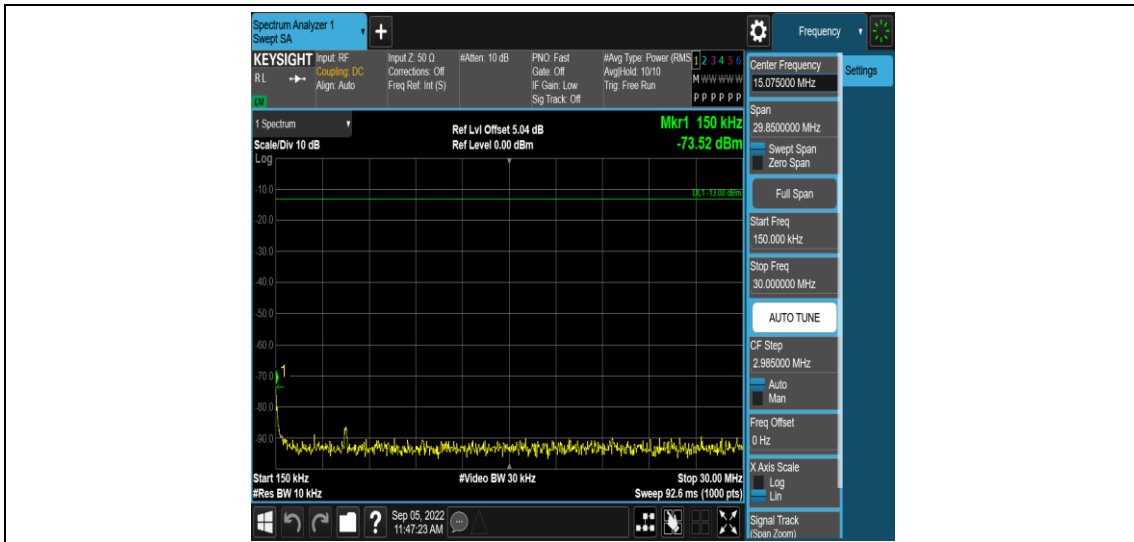 Spectrum Analyzer 1
Swept SA
+
Frequency
KEYSIGHT
RL
LXI
Input: RF
Coupling: DC
Align: Auto
Input Z: 50 Ω
Corrections: Off
Freq Ref: Int (S)
#Atten: 10 dB
PNO: Fast
Gate: Off
IF Gain: Low
Sig Track: Off
#Avg Type: Power (RMS
Avg|Hold: 10/10
Trig: Free Run
1 2 3 4 5 6
M W W W W W
P P P P P P
1 Spectrum
Scale/Div 10 dB
Log
Ref Lvl Offset 5.04 dB
Ref Level 0.00 dBm
Mkr1 150 kHz
-73.52 dBm
DL1 -13.00 dBm
-10.0
-20.0
-30.0
-40.0
-50.0
-60.0
-70.0
-80.0
-90.0
1
Start 150 kHz
#Res BW 10 kHz
#Video BW 30 kHz
Stop 30.00 MHz
Sweep 92.6 ms (1000 pts)
?
Sep 05, 2022
11:47:23 AM
Center Frequency
15.075000 MHz
Settings
Span
29.8500000 MHz
Swept Span
Zero Span
Full Span
Start Freq
150.000 kHz
Stop Freq
30.000000 MHz
AUTO TUNE
CF Step
2.985000 MHz
Auto
Man
Freq Offset
0 Hz
X Axis Scale
Log
Lin
Signal Track
(Span Zoom)